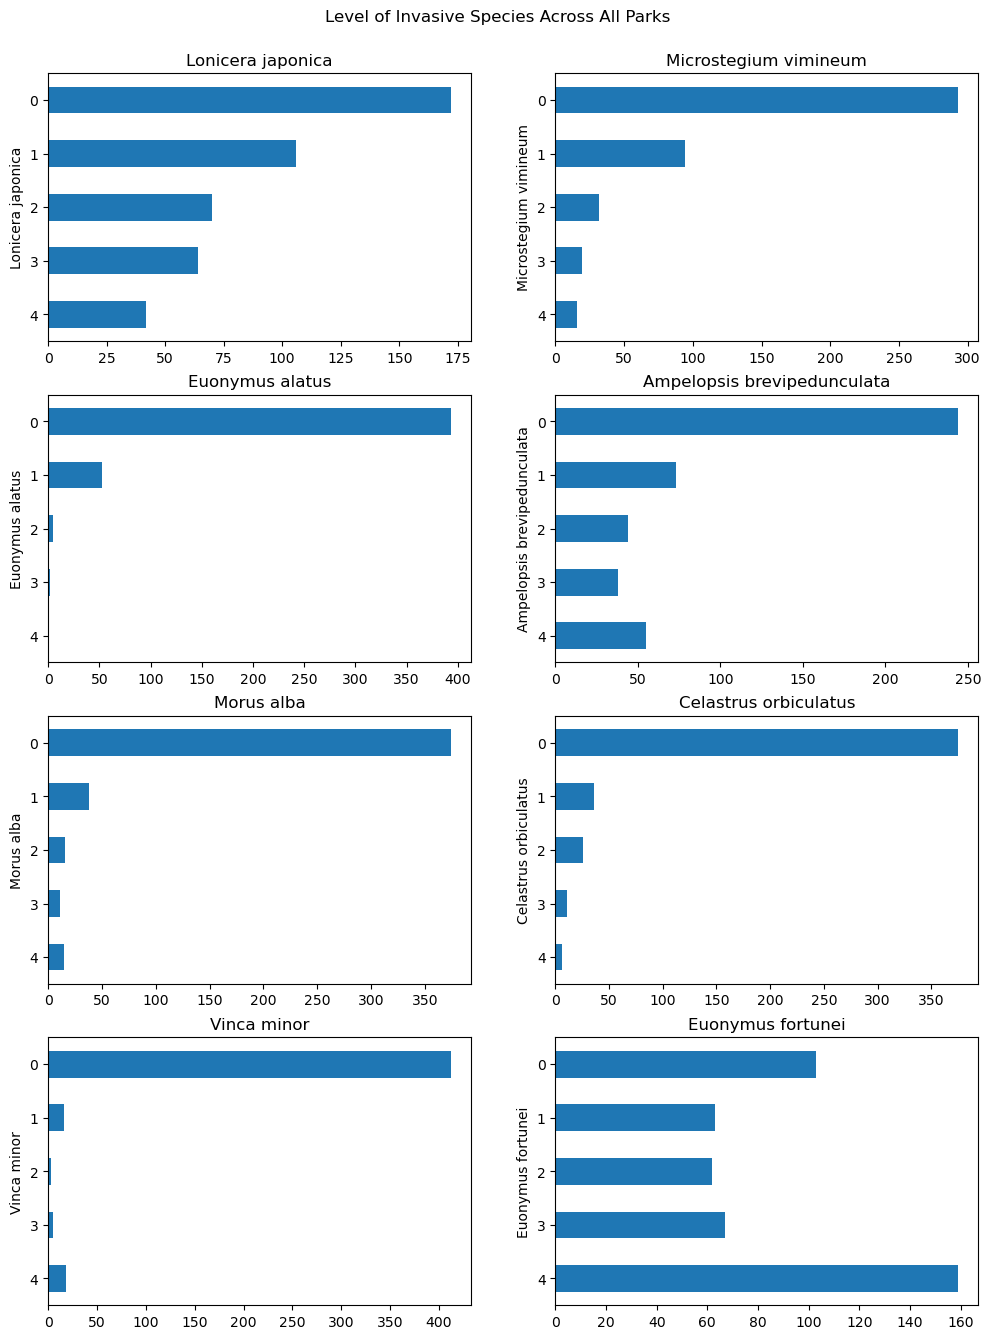 Level of Invasive Species Across All Parks
Lonicera japonica
Lonicera japonica
0
1
2
3
4
0 25 50 75 100 125 150 175
Microstegium vimineum
Microstegium vimineum
0
1
2
3
4
0 50 100 150 200 250 300
Euonymus alatus
Euonymus alatus
0
1
2
3
4
0 50 100 150 200 250 300 350 400
Ampelopsis brevipedunculata
Ampelopsis brevipedunculata
0
1
2
3
4
0 50 100 150 200 250
Morus alba
Morus alba
0
1
2
3
4
0 50 100 150 200 250 300 350
Celastrus orbiculatus
Celastrus orbiculatus
0
1
2
3
4
0 50 100 150 200 250 300 350
Vinca minor
Vinca minor
0
1
2
3
4
0 50 100 150 200 250 300 350 400
Euonymus fortunei
Euonymus fortunei
0
1
2
3
4
0 20 40 60 80 100 120 140 160